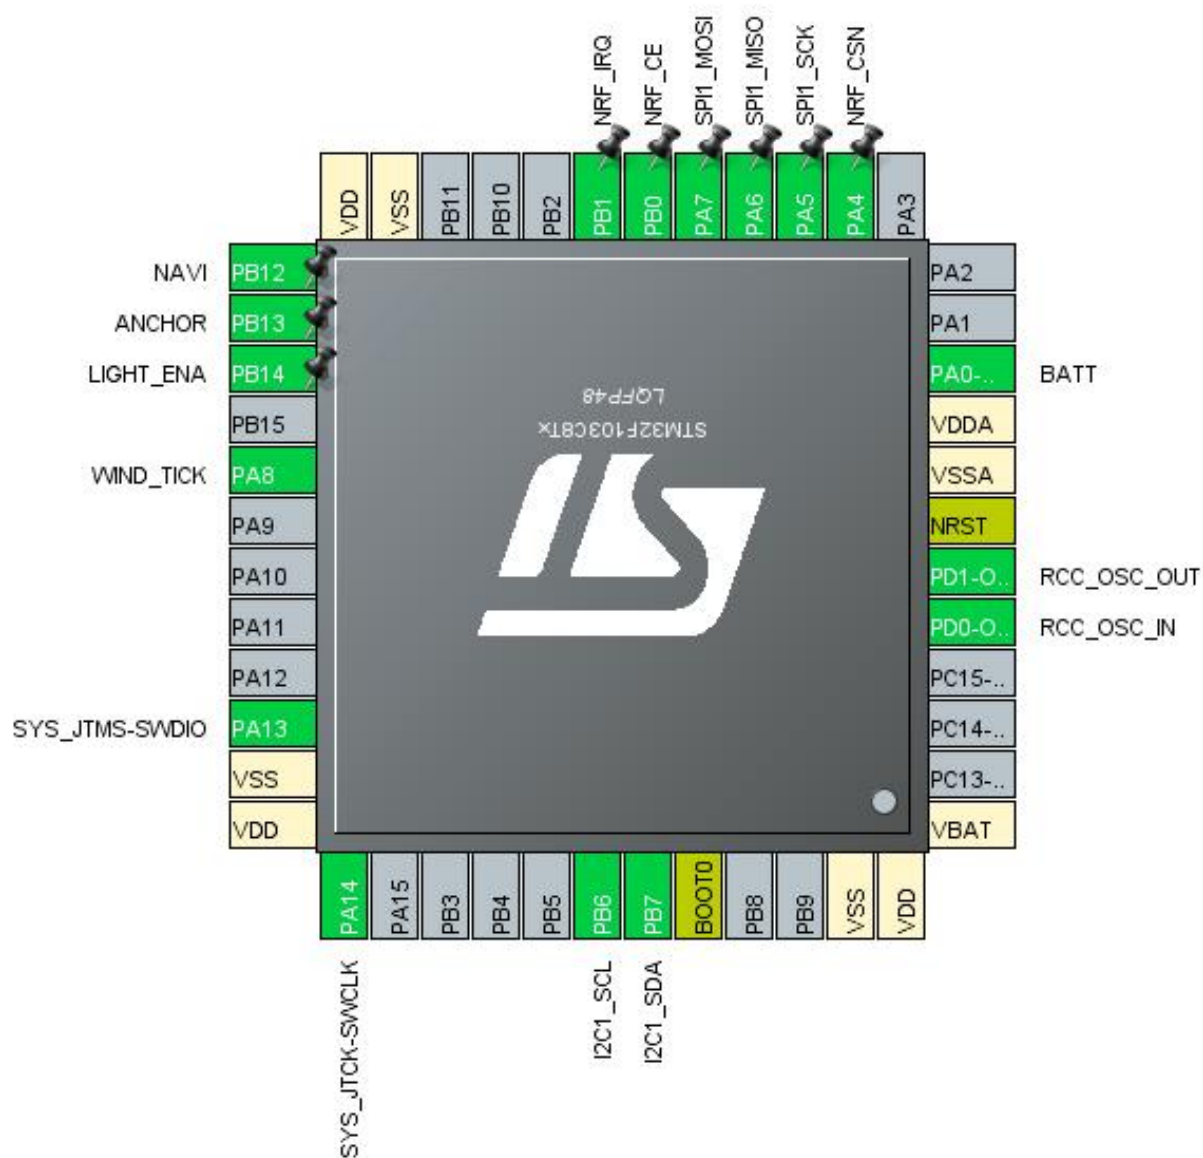 NRF_IRQ
NRF_CE
SPI1_MOSI
SPI1_MISO
SPI1_SCK
NRF_CSN
VDD
VSS
PB11
PB10
PB2
PB1
PB0
PA7
PA6
PA5
PA4
PA3
NAVI PB12
ANCHOR PB13
LIGHT_ENA PB14
PB15
WIND_TICK PA8
PA9
PA10
PA11
PA12
SYS_JTMS-SWDIO PA13
VSS
VDD
STM32F103CBTx
LQFP48
PA2
PA1
PA0-.. BATT
VDDA
VSSA
NRST
PD1-O.. RCC_OSC_OUT
PD0-O.. RCC_OSC_IN
PC15-..
PC14-..
PC13-..
VBAT
PA14
PA15
PB3
PB4
PB5
PB6
PB7
BOOT0
PB8
PB9
VSS
VDD
SYS_JTCK-SWCLK
I2C1_SCL
I2C1_SDA